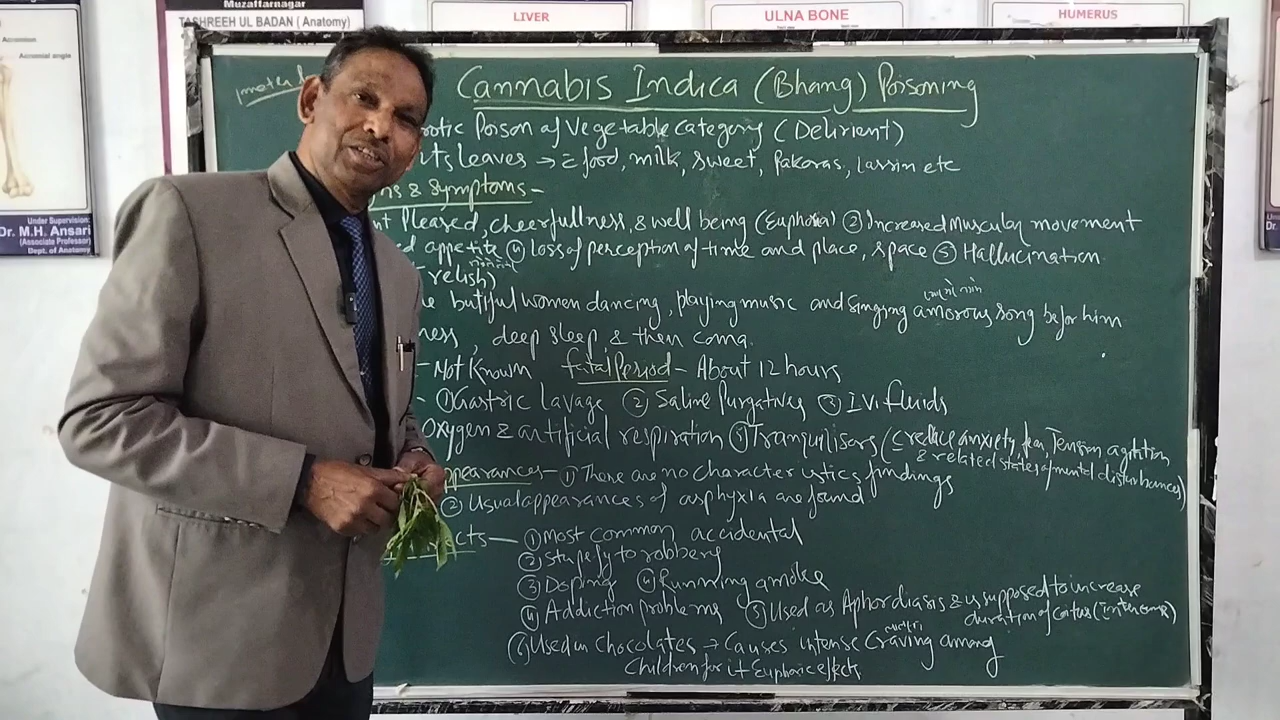 Muzaffarnagar
TASHREEH UL BADAN ( Anatomy )
LIVER
ULNA BONE
HUMERUS
Acromion
Acromial angle
Under Supervision:
Dr. M.H. Ansari
(Associate Professor)
Dept. of Anatomy
Dr.
Cannabis Indica (Bhang) Poisoning
rotic Poison of Vegetable Category (Delirient)
its leaves → c̄ food, milk, sweet, Pakoras, lassin etc
ns & Symptoms -
nt Pleased, cheerfullness, & well being (Euphoria) ② Increased Muscular movement
ed appetite ④ loss of perception of time and place, space ⑤ Hallucination.
relish)
e butiful women dancing, playing music and singing amorous song befor him
ness, deep sleep, & then coma.
- Not Known fatal Period - About 12 hours
- ① Gastric lavage ② Saline Purgatives ③ I.V. fluids
Oxygen & artificial respiration ⑤ Tranquilisers (c̄ reduce anxiety, fear, Tension agitation
& related states of mental disturbances)
ppearances - ① There are no characteristics findings
② Usual appearances of asphyxia are found
cts - ① Most common accidental
② Stupefy to robbery
③ Doping ④ Running amoke
④ Addiction problems ⑤ Used as Aphordiasis & is supposed to increase
duration of coitus (
⑥ Used in Chocolates → Causes intense Craving among
Children for it Euphoric effects